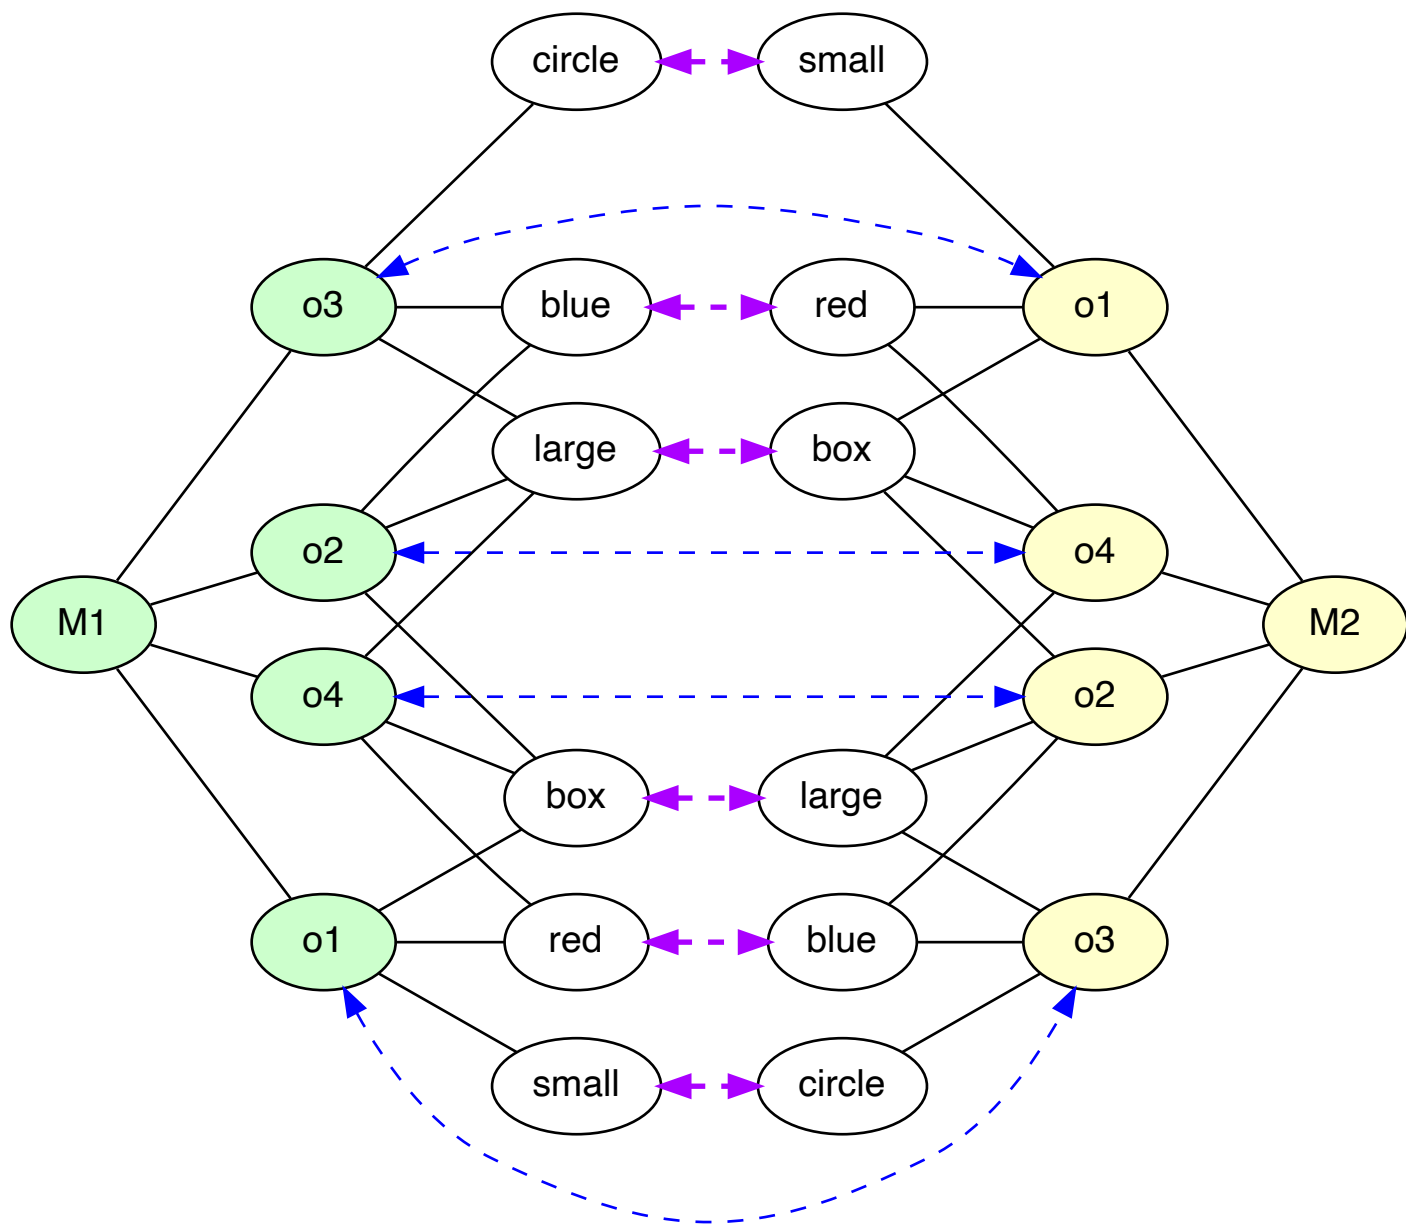 circle small
o3 blue red o1
large box
o2 o4
M1 M2
o4 o2
box large
o1 red blue o3
small circle